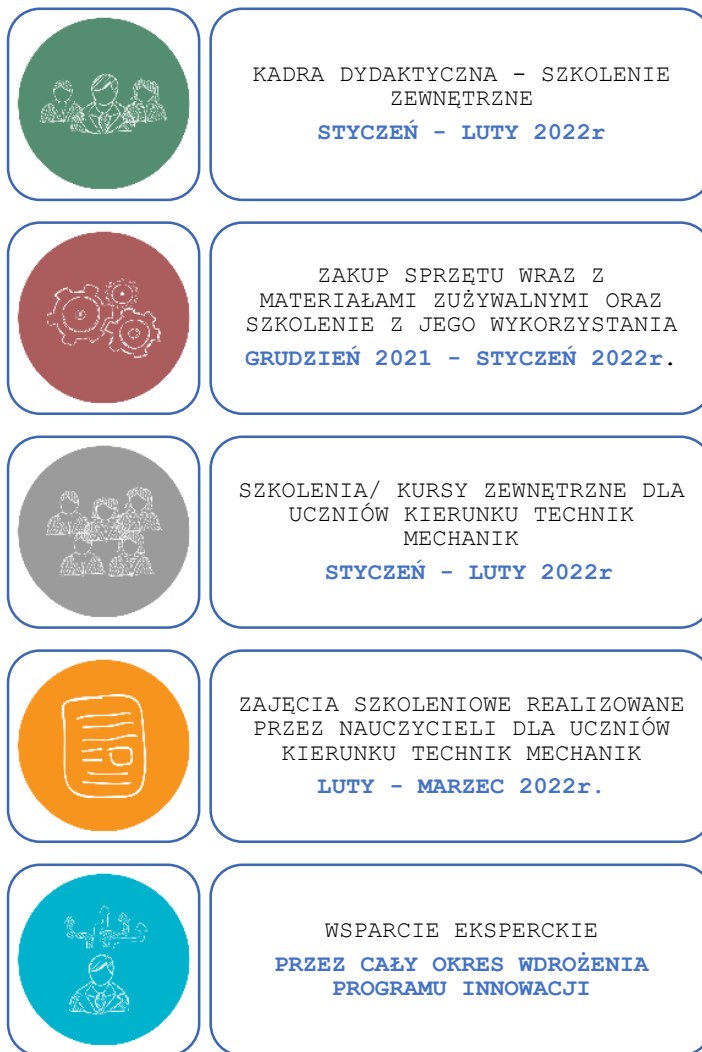 KADRA DYDAKTYCZNA - SZKOLENIE
ZEWNĘTRZNE
STYCZEŃ - LUTY 2022r
ZAKUP SPRZĘTU WRAZ Z
MATERIAŁAMI ZUŻYWALNYMI ORAZ
SZKOLENIE Z JEGO WYKORZYSTANIA
GRUDZIEŃ 2021 - STYCZEŃ 2022r.
SZKOLENIA/ KURSY ZEWNĘTRZNE DLA
UCZNIÓW KIERUNKU TECHNIK
MECHANIK
STYCZEŃ - LUTY 2022r
ZAJĘCIA SZKOLENIOWE REALIZOWANE
PRZEZ NAUCZYCIELI DLA UCZNIÓW
KIERUNKU TECHNIK MECHANIK
LUTY - MARZEC 2022r.
WSPARCIE EKSPERCKIE
PRZEZ CAŁY OKRES WDROŻENIA
PROGRAMU INNOWACJI